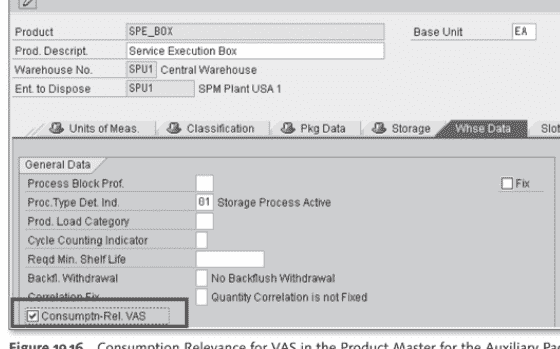 Product SPE_BOX Base Unit EA
Prod. Descript. Service Execution Box
Warehouse No. SPU1 Central Warehouse
Ent. to Dispose SPU1 SPM Plant USA 1
Units of Meas. Classification Pkg Data Storage Whse Data Slot
General Data
Process Block Prof. Fix
Proc.Type Det. Ind. 01 Storage Process Active
Prod. Load Category
Cycle Counting Indicator
Reqd Min. Shelf Life
Backfl. Withdrawal No Backflush Withdrawal
Correlation Fix Quantity Correlation is not Fixed
Consumptn-Rel. VAS
Figure 19.16 Consumption Relevance for VAS in the Product Master for the Auxiliary Pac